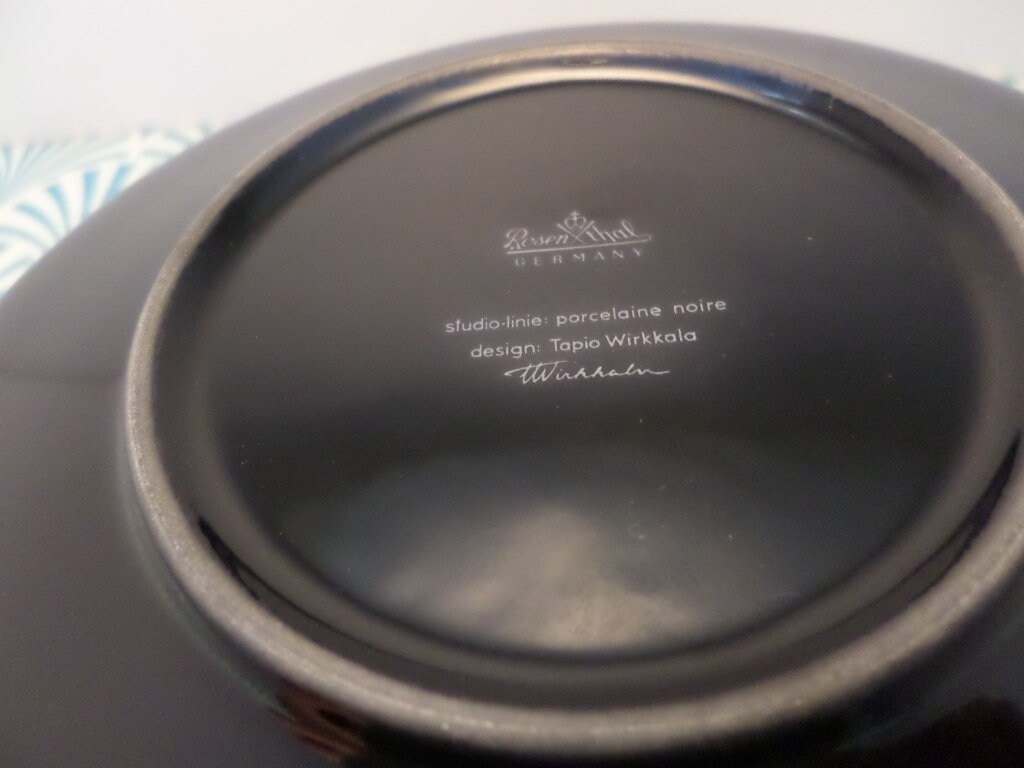 Rosenthal
GERMANY
studio-linie: porcelaine noire
design: Tapio Wirkkala
TWirkkala